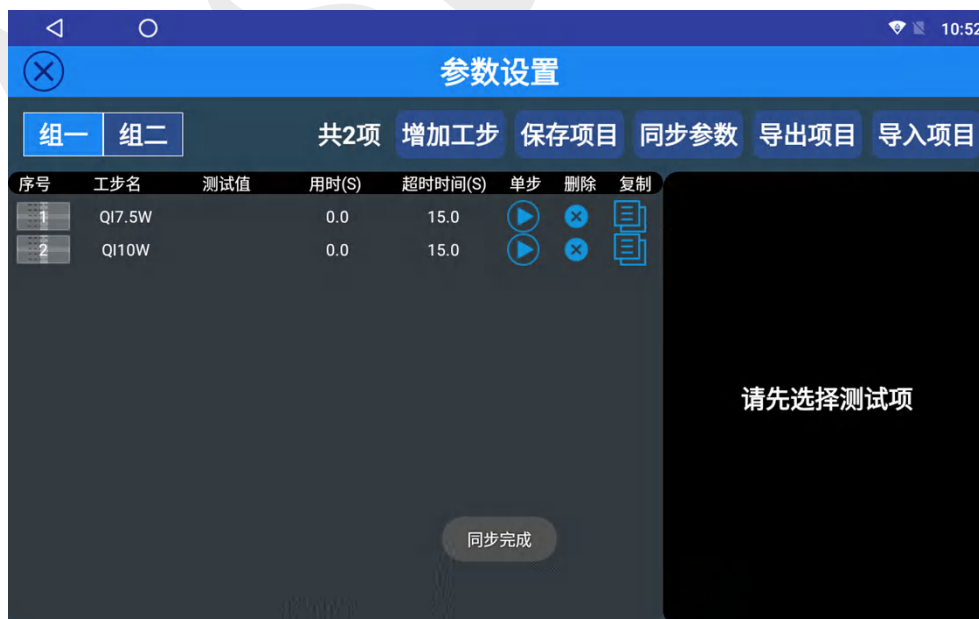 10:52
参数设置
组一 组二 共2项 增加工步 保存项目 同步参数 导出项目 导入项目
序号 工步名 测试值 用时(S) 超时时间(S) 单步 删除 复制
1 QI7.5W 0.0 15.0
2 QI10W 0.0 15.0
请先选择测试项
同步完成